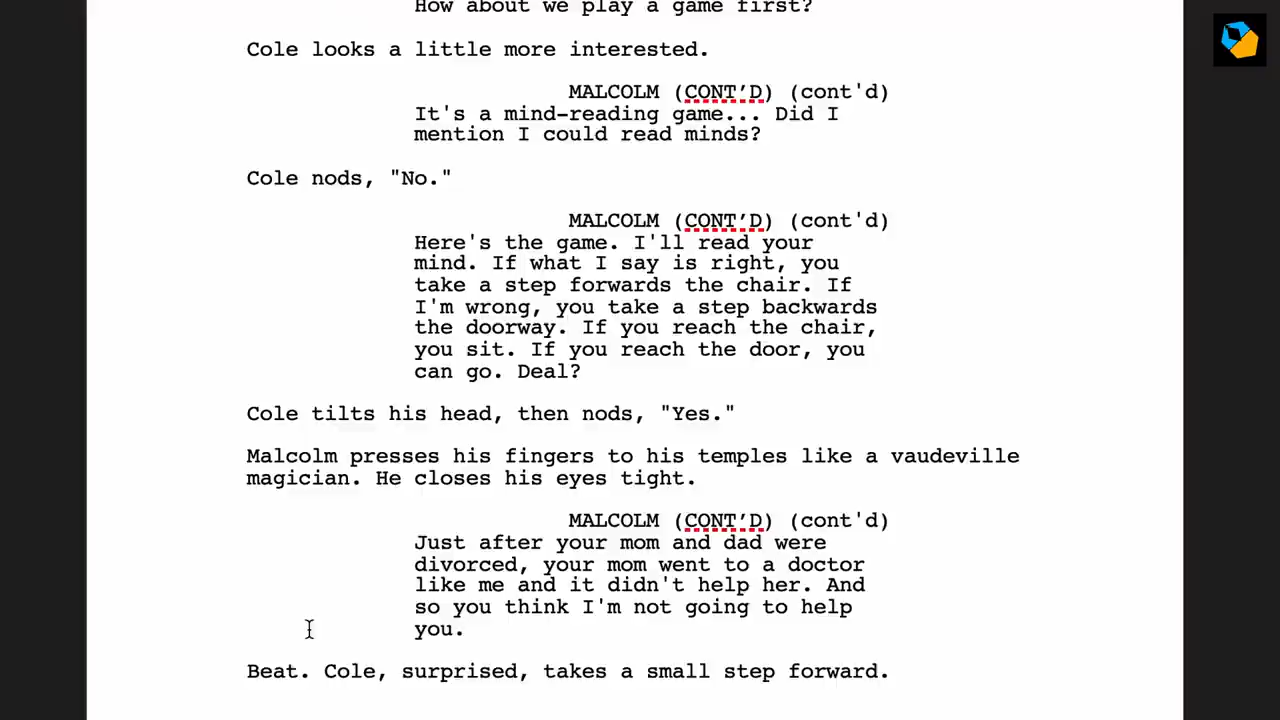 How about we play a game first?
Cole looks a little more interested.
MALCOLM (CONT'D) (cont'd)
It's a mind-reading game... Did I
mention I could read minds?
Cole nods, "No."
MALCOLM (CONT'D) (cont'd)
Here's the game. I'll read your
mind. If what I say is right, you
take a step forwards the chair. If
I'm wrong, you take a step backwards
the doorway. If you reach the chair,
you sit. If you reach the door, you
can go. Deal?
Cole tilts his head, then nods, "Yes."
Malcolm presses his fingers to his temples like a vaudeville
magician. He closes his eyes tight.
MALCOLM (CONT'D) (cont'd)
Just after your mom and dad were
divorced, your mom went to a doctor
like me and it didn't help her. And
so you think I'm not going to help
you.
Beat. Cole, surprised, takes a small step forward.